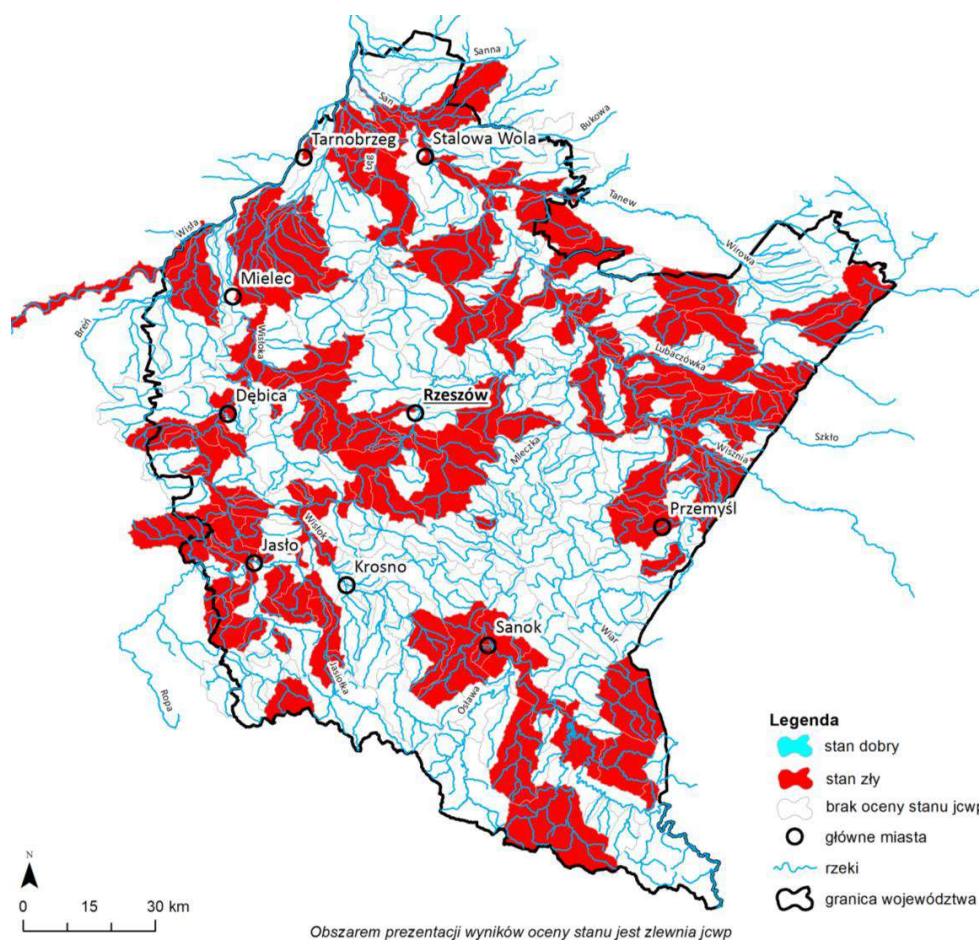 Sanna
San
Bukowa
Tarnobrzeg
Stalowa Wola
Łęg
Tanew
Wisła
Wirowa
Mielec
Breń
Wisłoka
Lubaczówka
Dębica
Rzeszów
Szkło
Mleczka
Wisznia
Przemyśl
Wisłok
Jasło
Krosno
Sanok
Wiar
Jasiołka
Ropa
Osława
Legenda
stan dobry
stan zły
brak oceny stanu jcwp
główne miasta
rzeki
granica województwa
N
0 15 30 km
Obszarem prezentacji wyników oceny stanu jest zlewnia jcwp